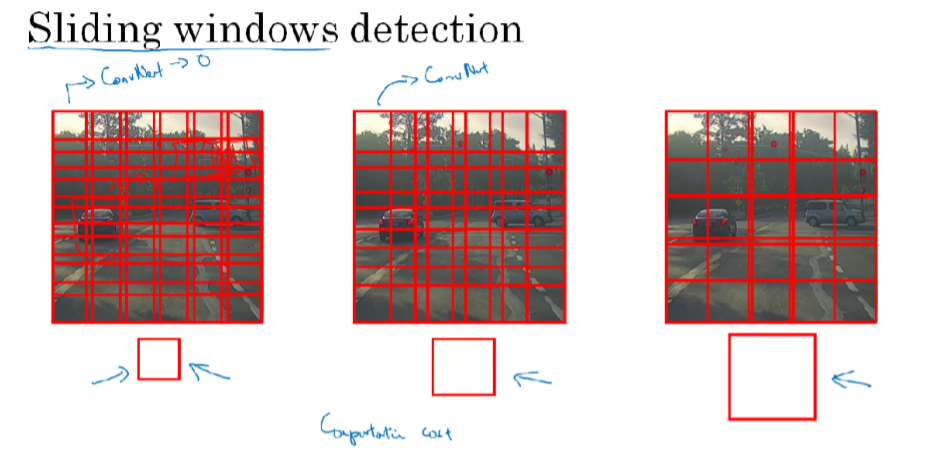 Sliding windows detection
→ ConvNet → 0
→ ConvNet
Computation cost